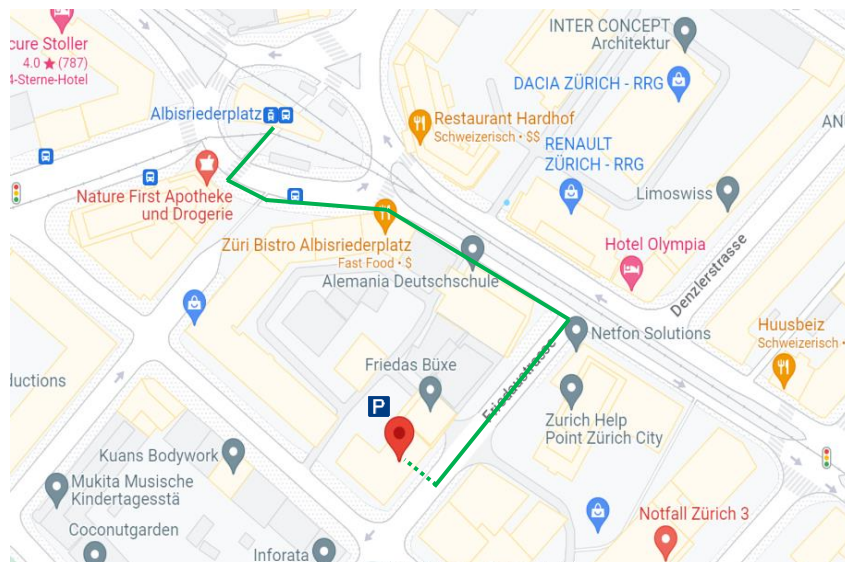 cure Stoller
4.0 ★ (787)
4-Sterne-Hotel
INTER CONCEPT
Architektur
DACIA ZÜRICH - RRG
Albisriederplatz
Restaurant Hardhof
Schweizerisch • $$
RENAULT
ZÜRICH - RRG
AN
Nature First Apotheke
und Drogerie
Limoswiss
Züri Bistro Albisriederplatz
Fast Food • $
Hotel Olympia
Denzlerstrasse
Alemania Deutschschule
Netfon Solutions
Huusbeiz
Schweizerisch •
Friedaustrasse
Friedas Büxe
ductions
P
Zurich Help
Point Zürich City
Kuans Bodywork
Mukita Musische
Kindertagesstä
Notfall Zürich 3
Coconutgarden
Inforata